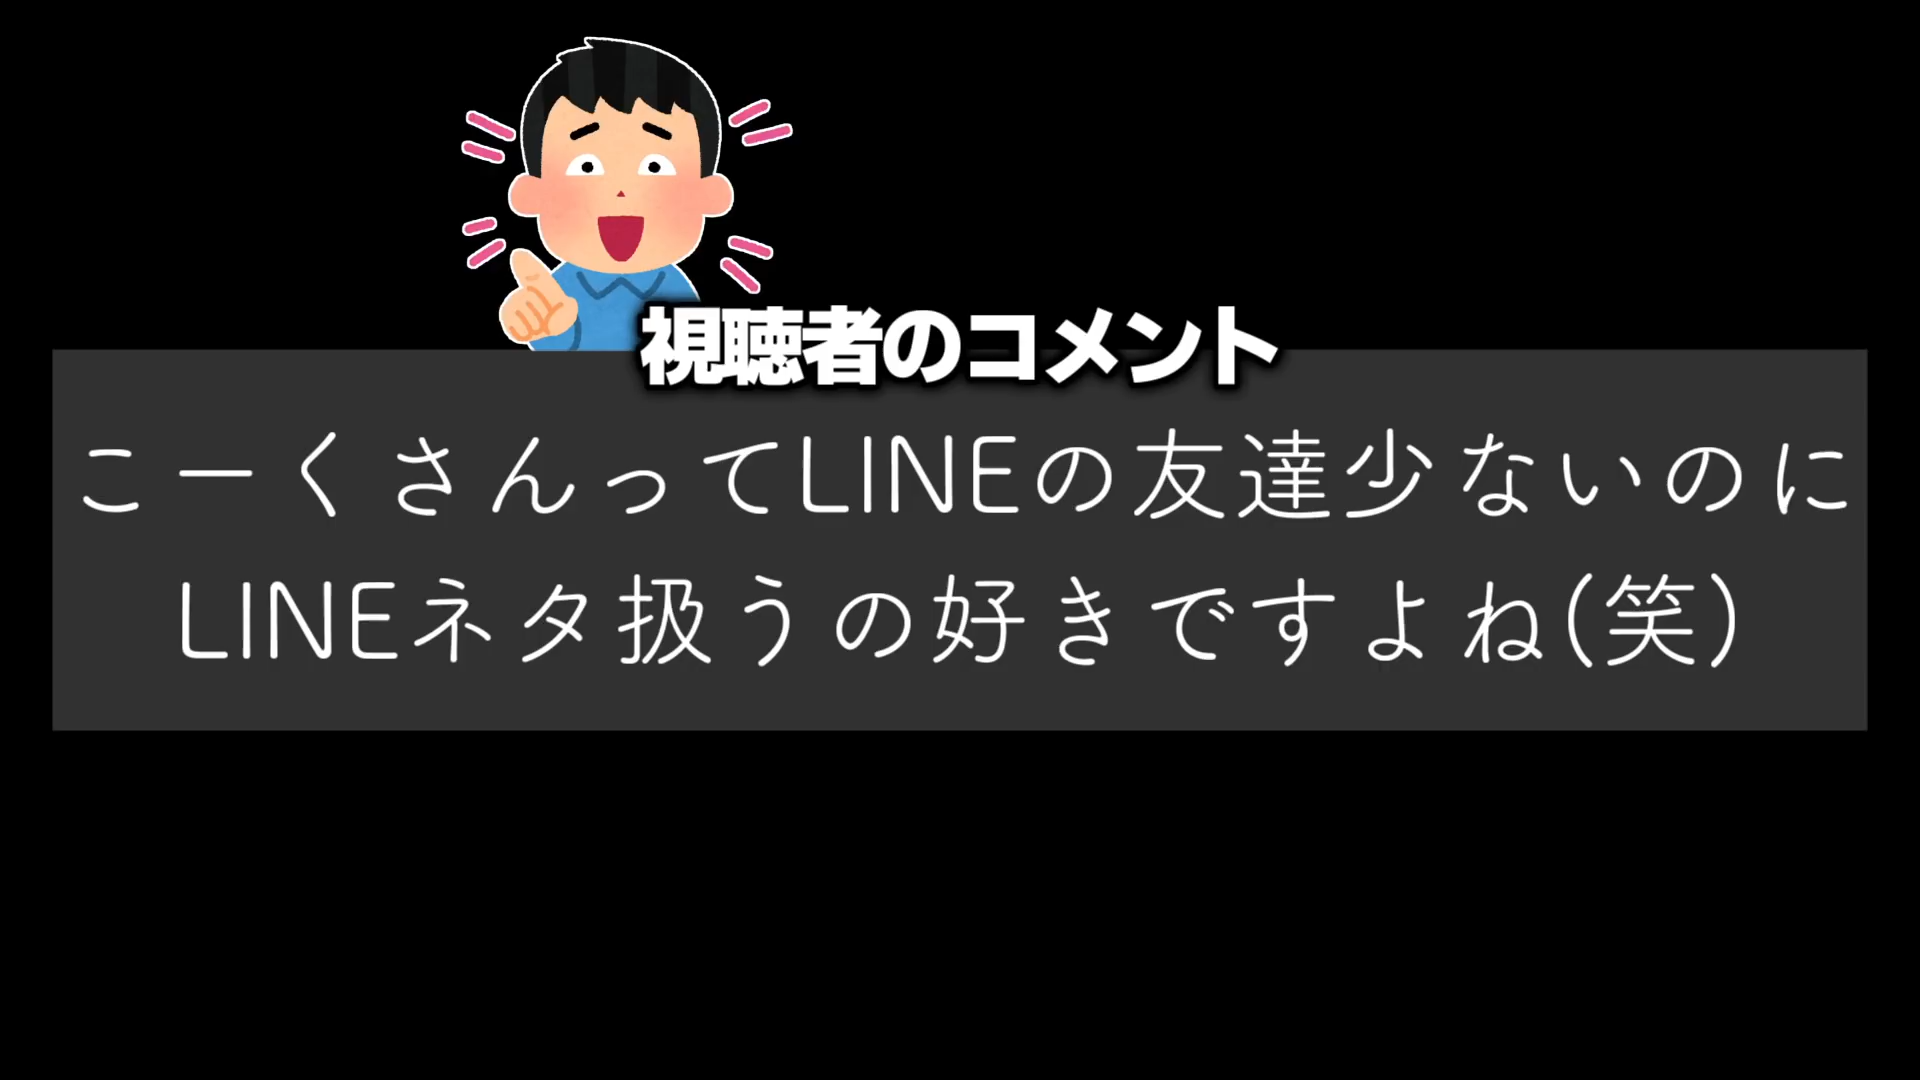 視聴者のコメント
こーくさんってLINEの友達少ないのに
LINEネタ扱うの好きですよね(笑)